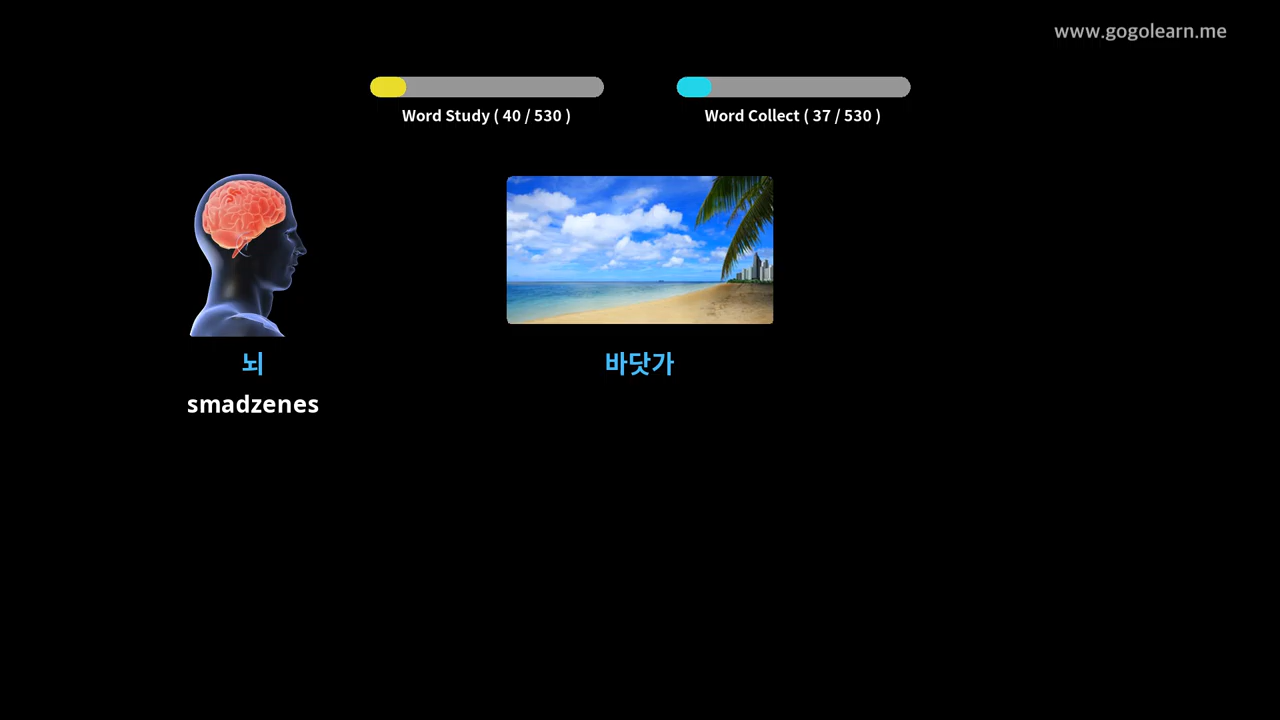 www.gogolearn.me
Word Study ( 40 / 530 )
Word Collect ( 37 / 530 )
뇌
바닷가
smadzenes